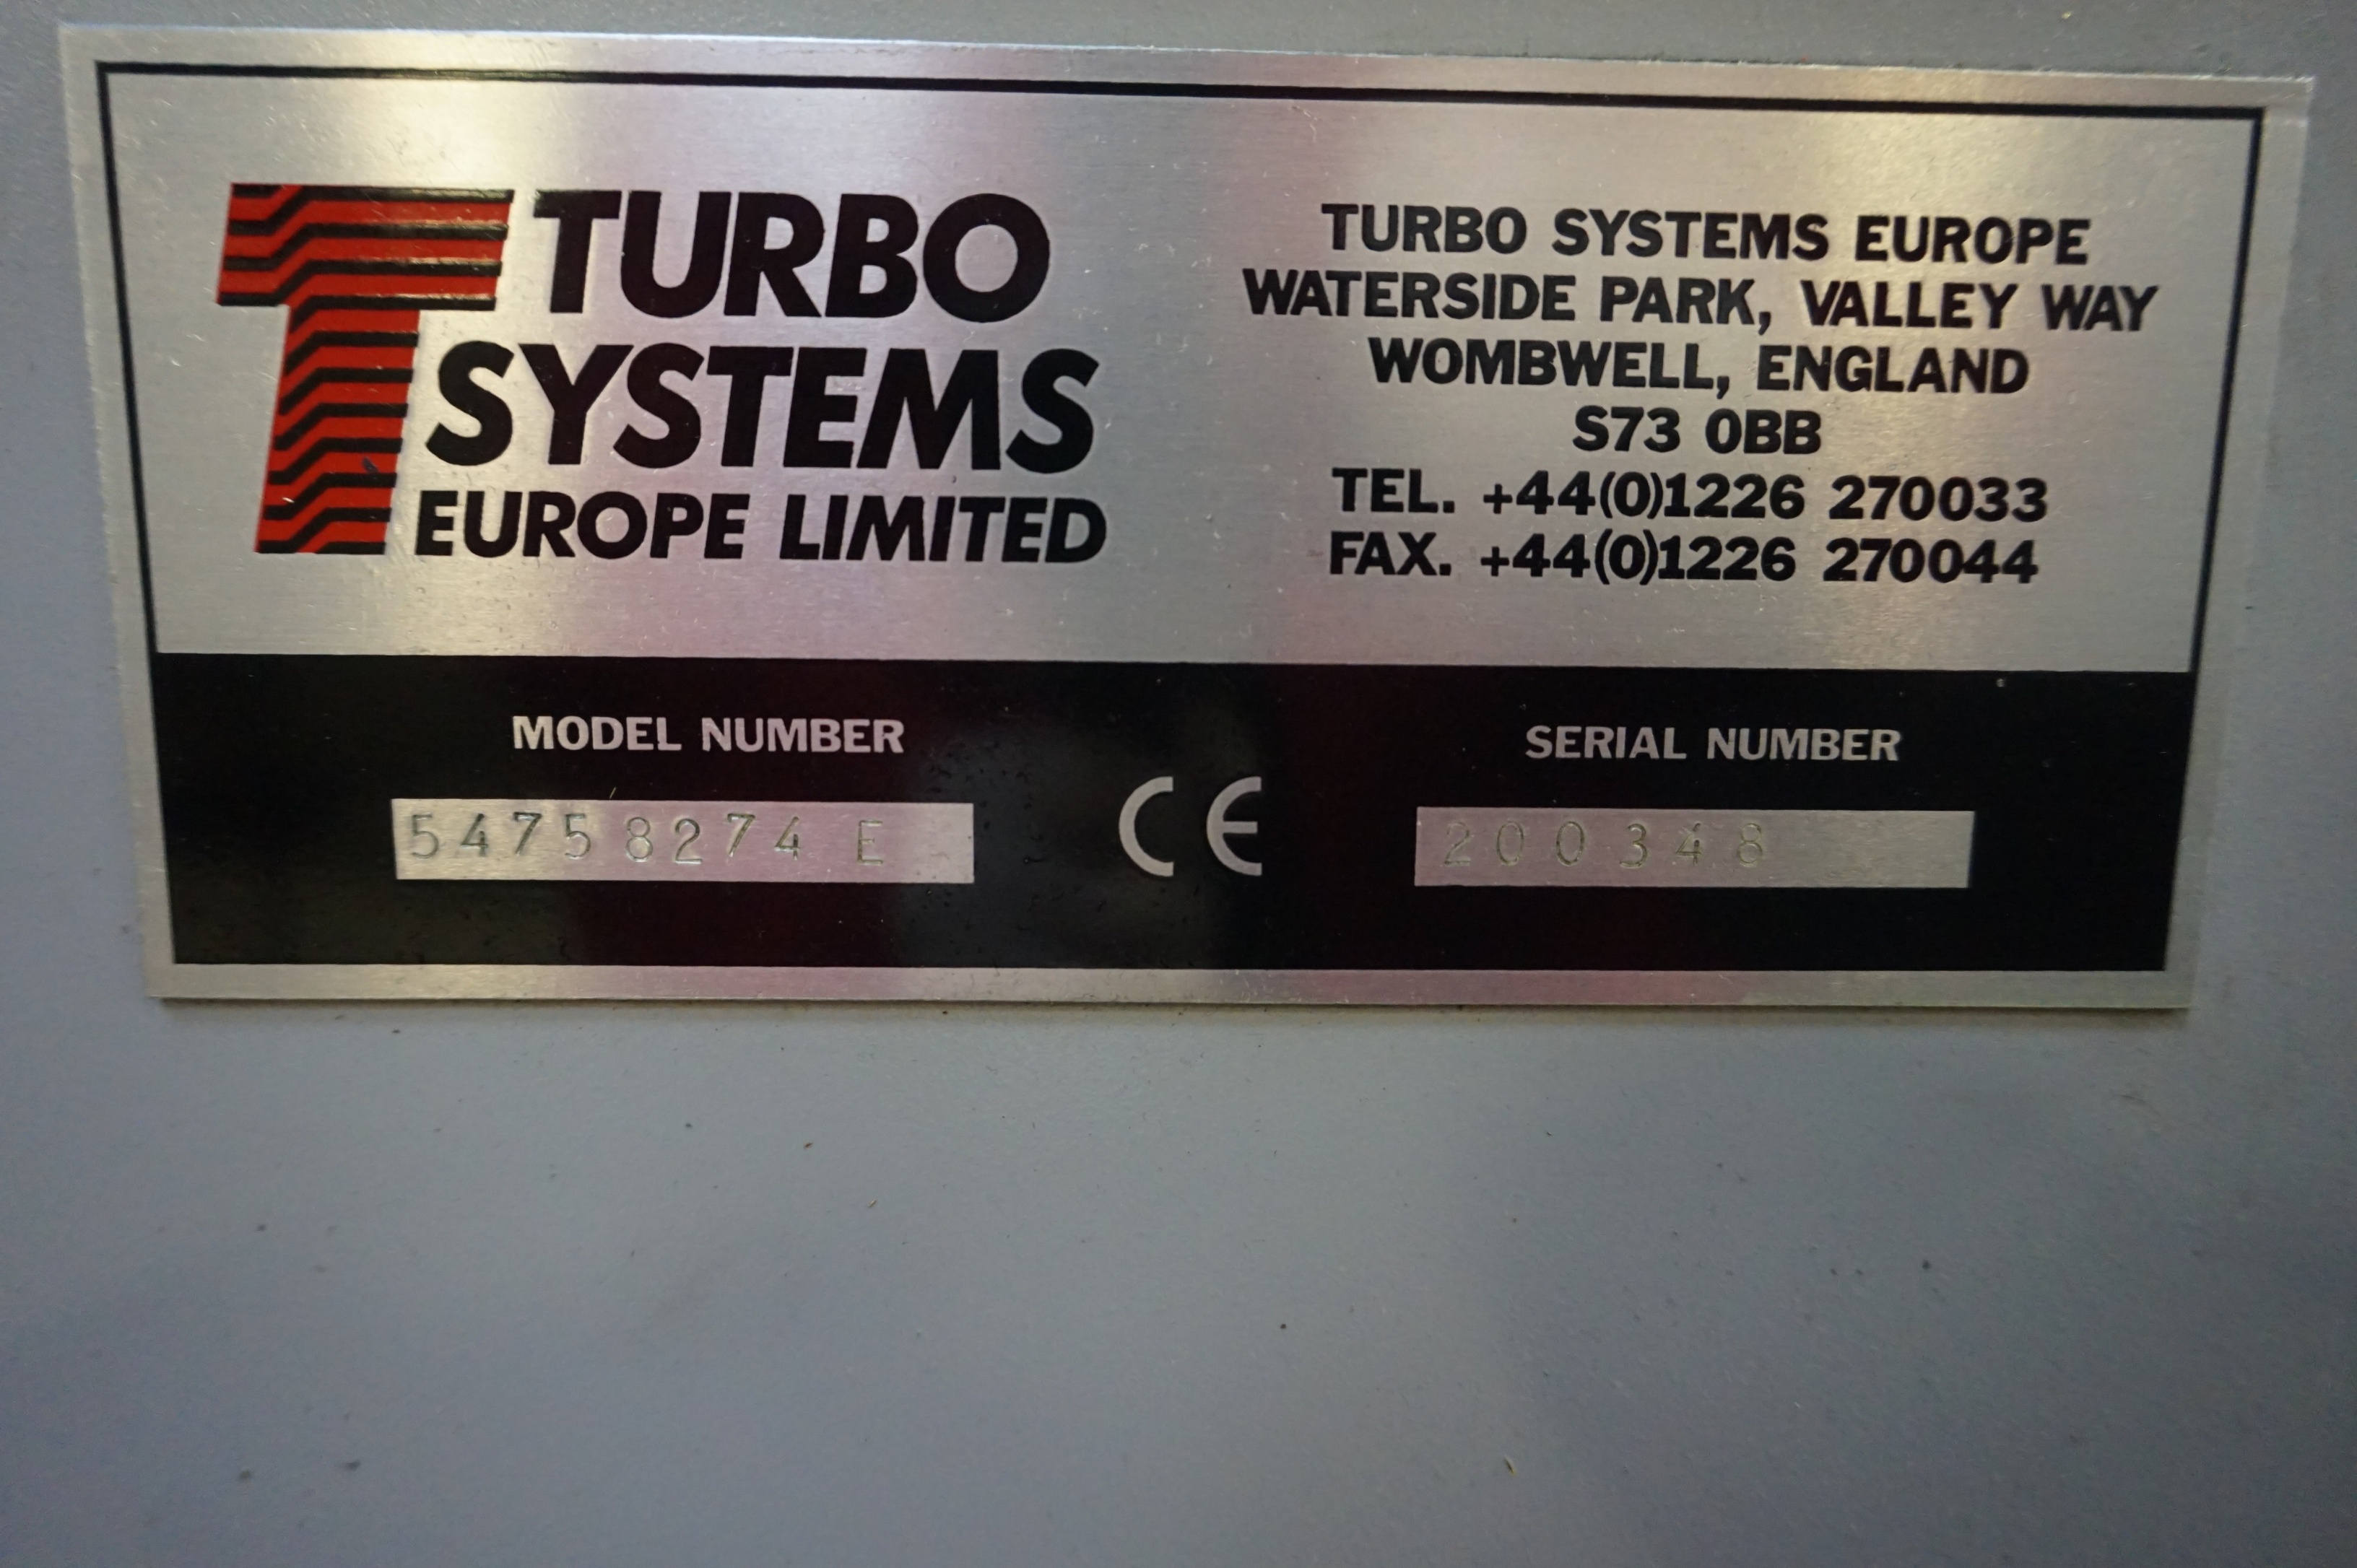 TURBO
SYSTEMS
EUROPE LIMITED
TURBO SYSTEMS EUROPE
WATERSIDE PARK, VALLEY WAY
WOMBWELL, ENGLAND
S73 0BB
TEL. +44(0)1226 270033
FAX. +44(0)1226 270044
MODEL NUMBER
54758274 E
CE
SERIAL NUMBER
200348